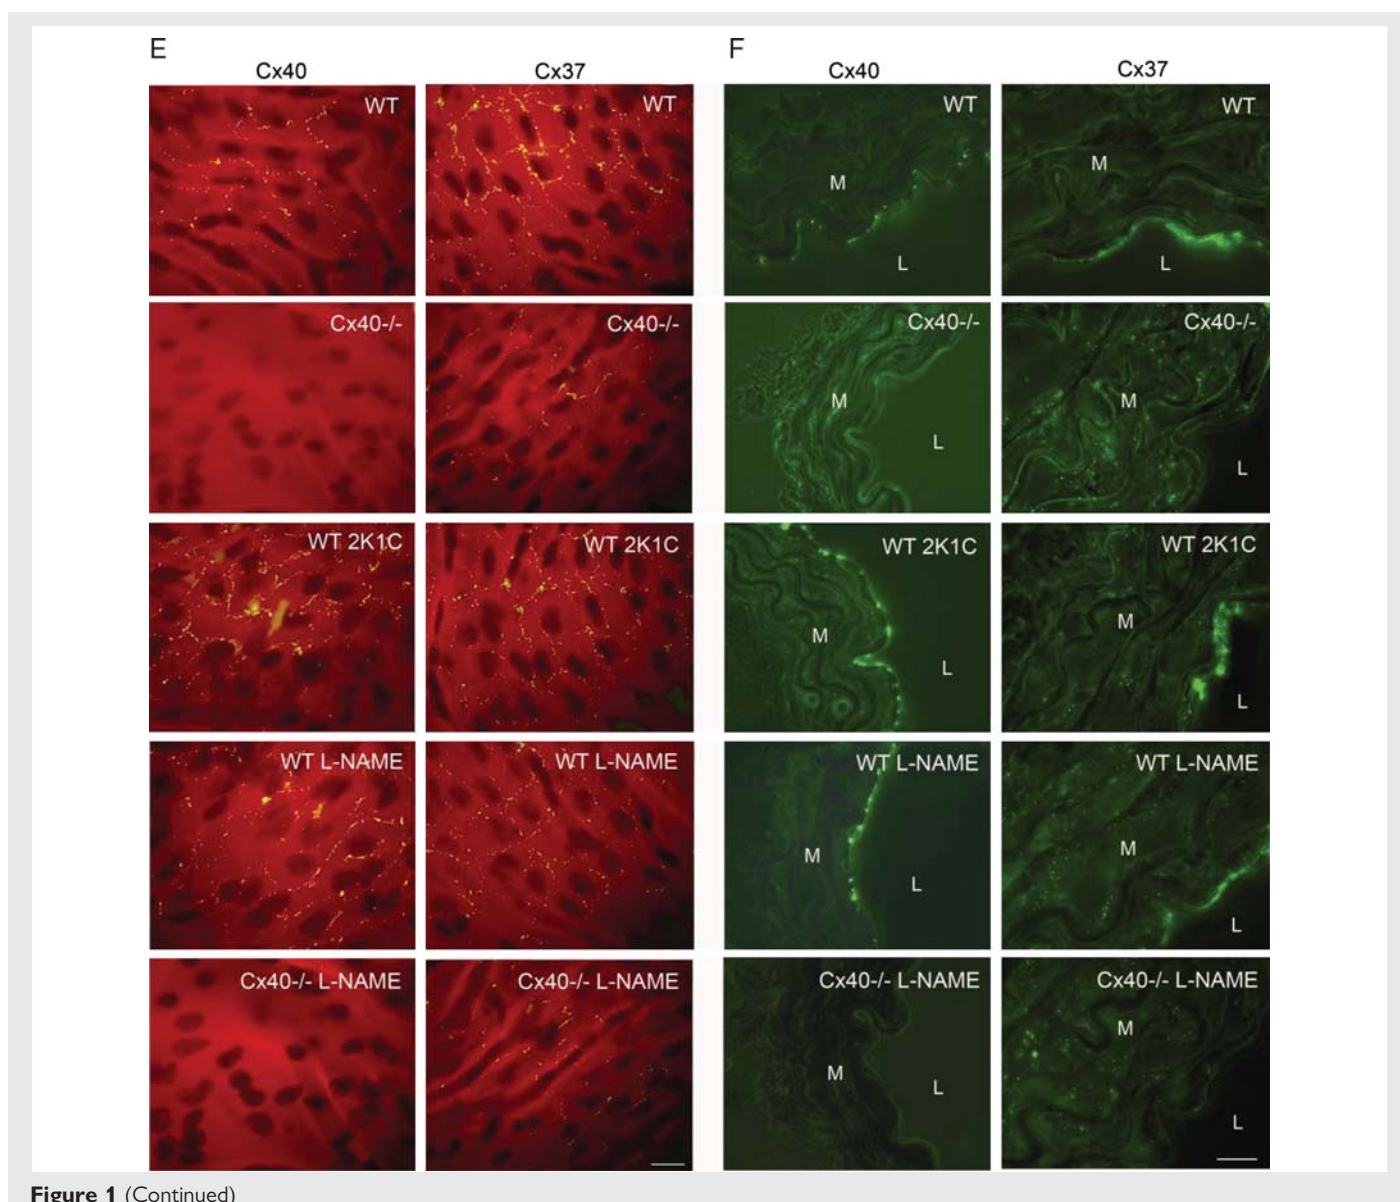 E F
Cx40 Cx37 Cx40 Cx37
WT WT WT WT
M M
L L
Cx40-/- Cx40-/- Cx40-/- Cx40-/-
M M
L L
WT 2K1C WT 2K1C WT 2K1C WT 2K1C
M M
L L
WT L-NAME WT L-NAME WT L-NAME WT L-NAME
M M
L L
Cx40-/- L-NAME Cx40-/- L-NAME Cx40-/- L-NAME Cx40-/- L-NAME
M M
L L
Figure 1 (Continued)